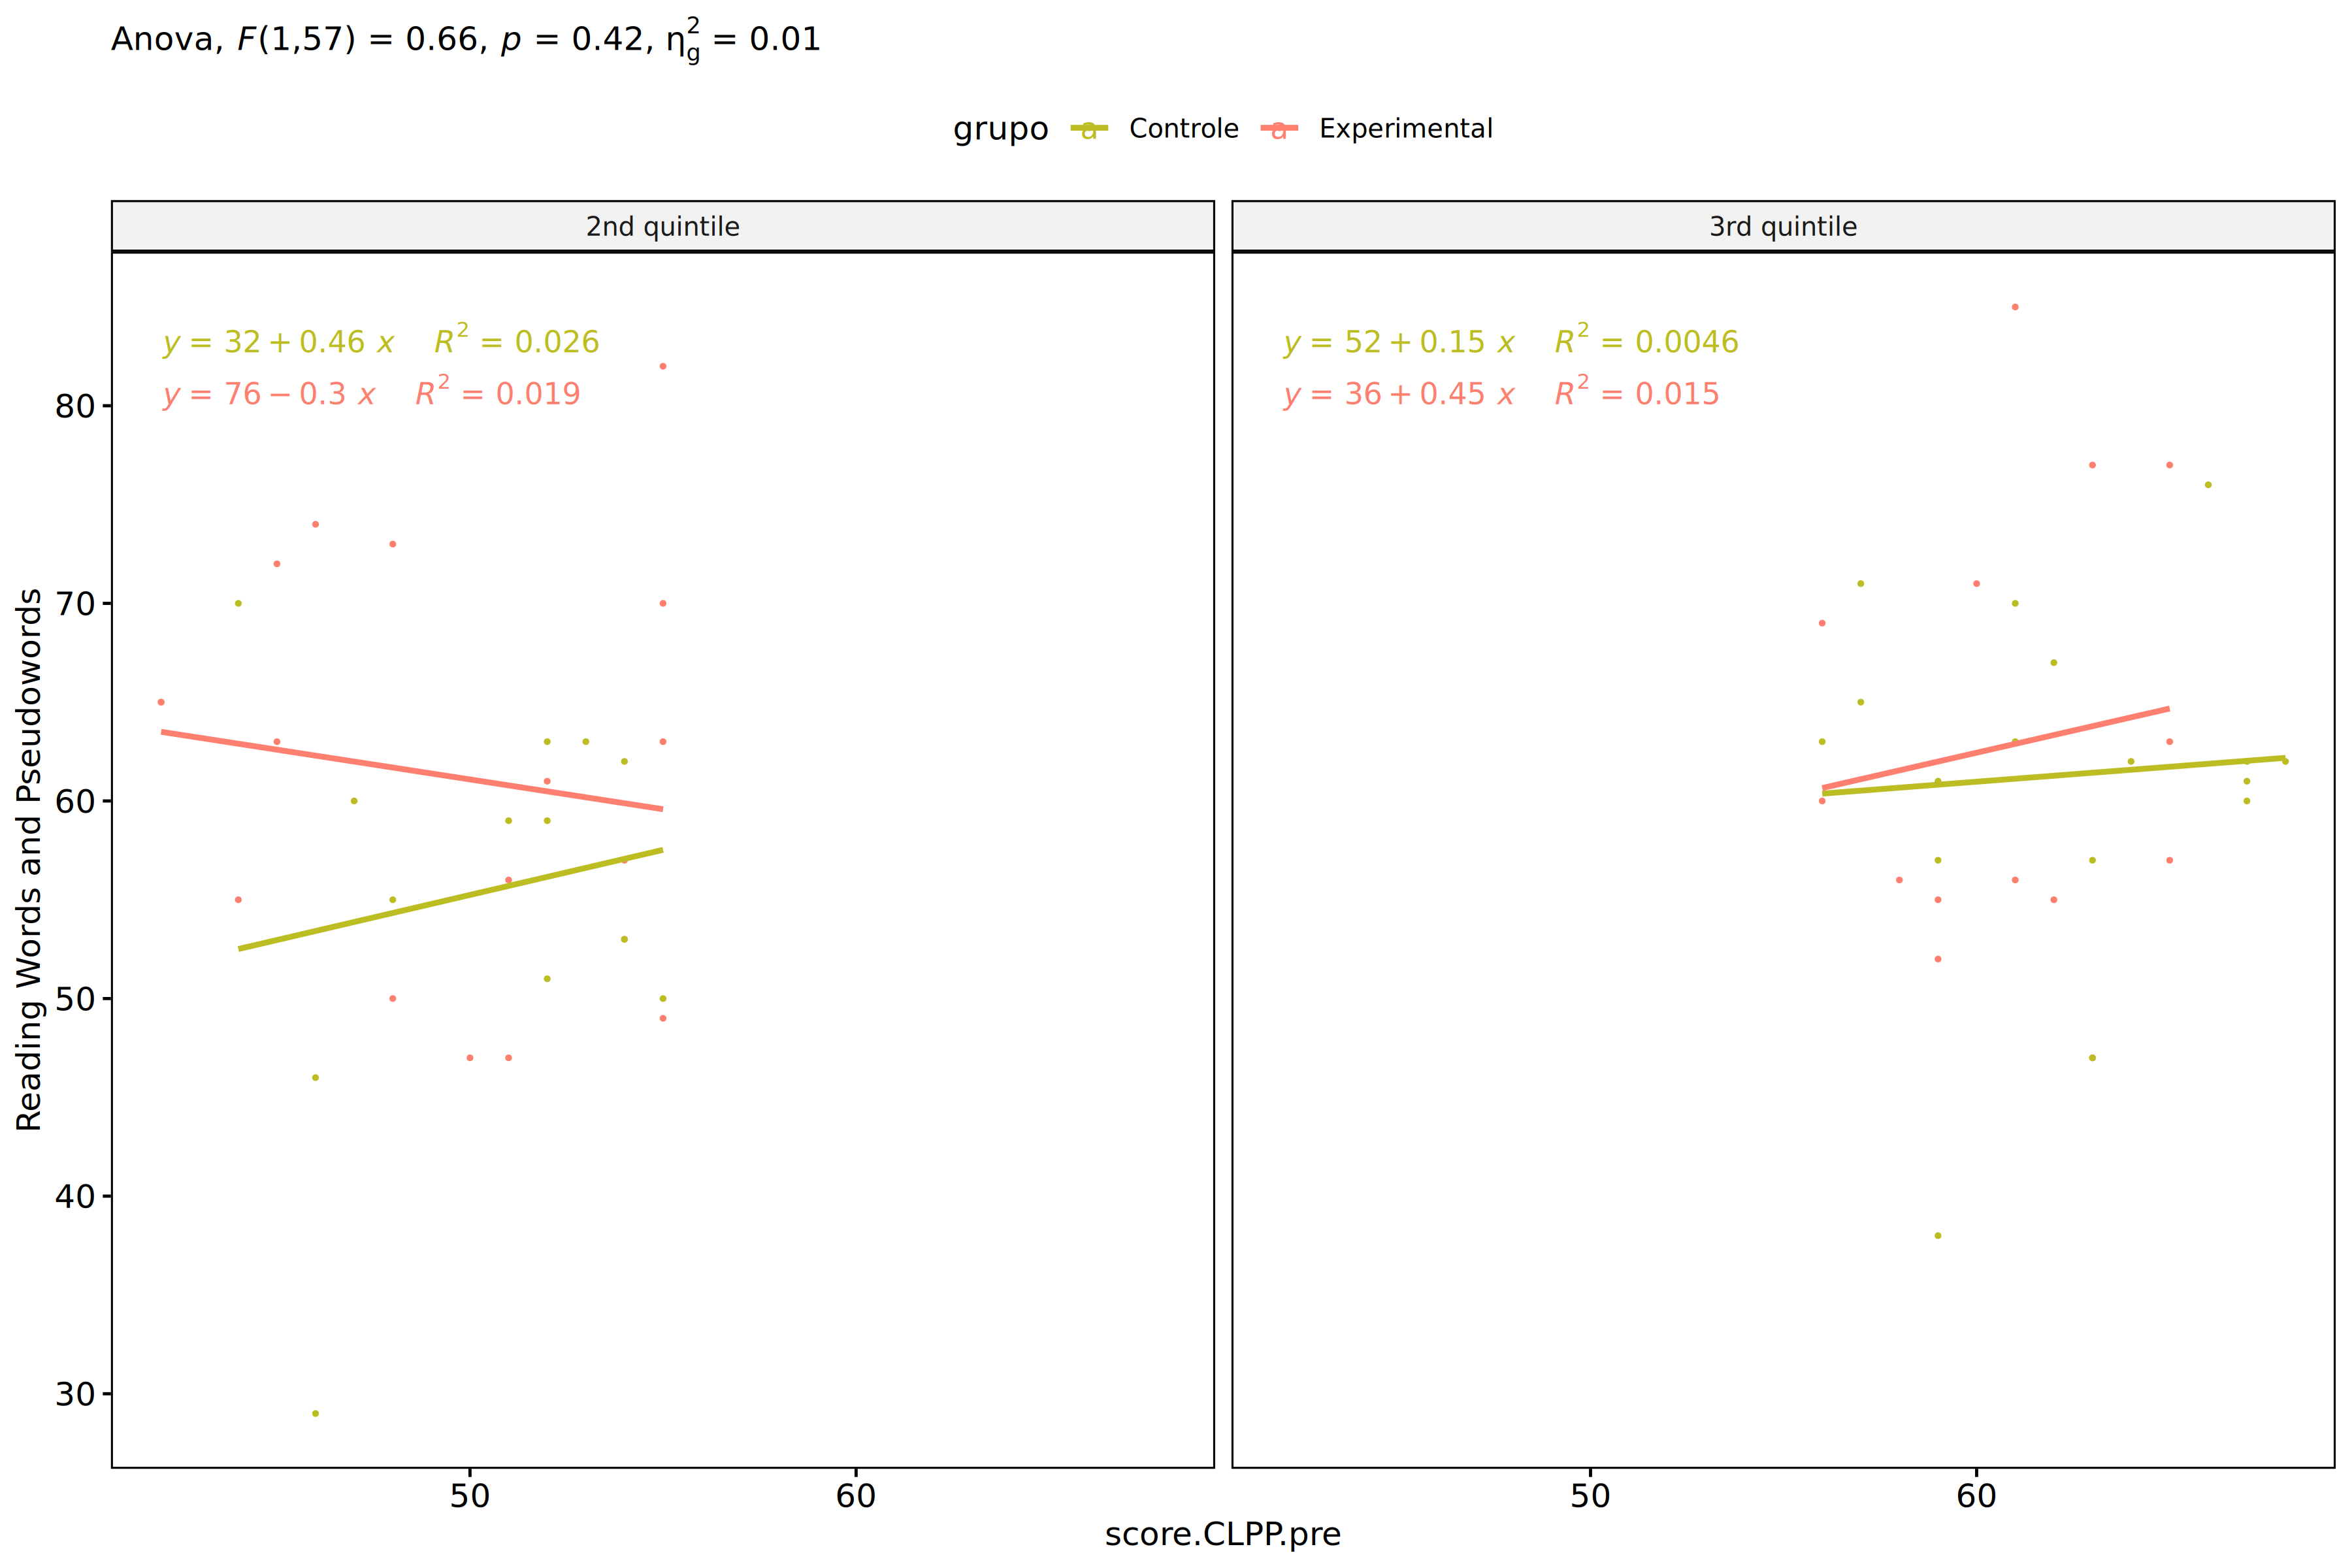 Anova, F(1,57) = 0.66, p = 0.42, η²g = 0.01
grupo a Controle a Experimental
2nd quintile
3rd quintile
y = 32 + 0.46 x R² = 0.026
y = 76 − 0.3 x R² = 0.019
y = 52 + 0.15 x R² = 0.0046
y = 36 + 0.45 x R² = 0.015
Reading Words and Pseudowords
80
70
60
50
40
30
50
60
50
60
score.CLPP.pre